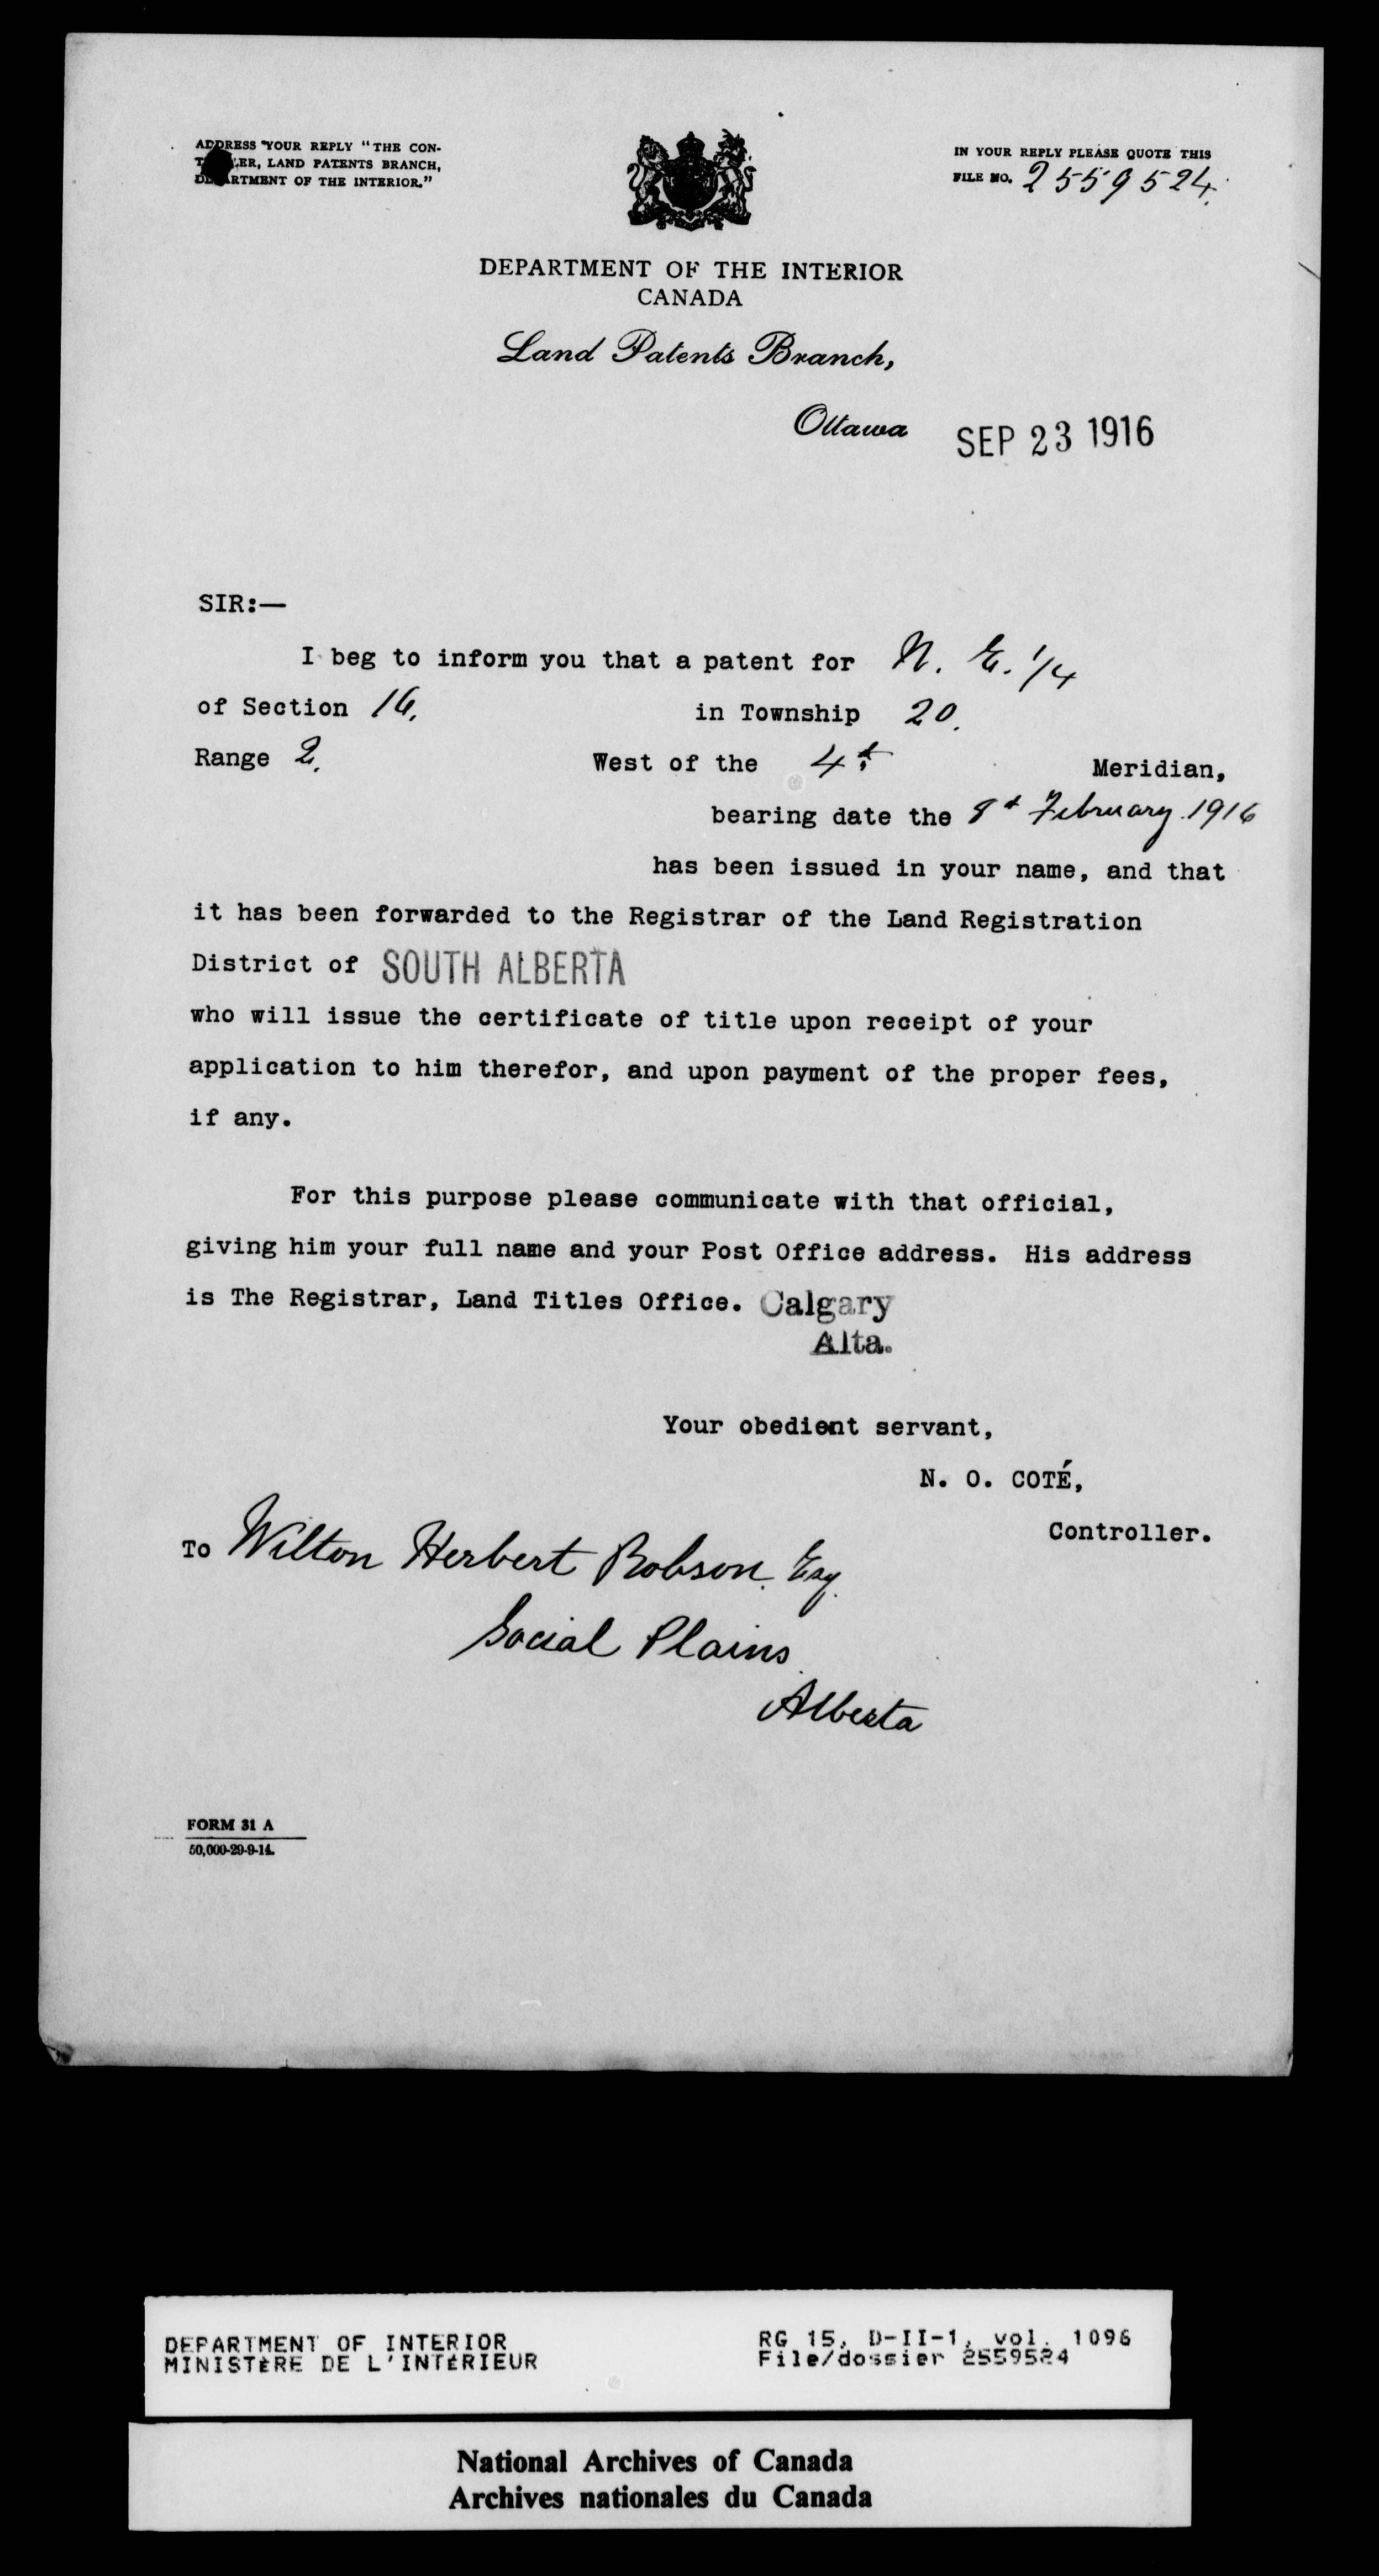 ADDRESS YOUR REPLY "THE CON-
ER, LAND PATENTS BRANCH,
DEPARTMENT OF THE INTERIOR."
IN YOUR REPLY PLEASE QUOTE THIS
FILE NO. 2559524.
DEPARTMENT OF THE INTERIOR
CANADA
Land Patents Branch,
Ottawa SEP 23 1916
SIR:—
I beg to inform you that a patent for N. E. 1/4
of Section 16, in Township 20.
Range 2, West of the 4t Meridian,
bearing date the 8t February 1916
has been issued in your name, and that
it has been forwarded to the Registrar of the Land Registration
District of SOUTH ALBERTA
who will issue the certificate of title upon receipt of your
application to him therefor, and upon payment of the proper fees,
if any.
For this purpose please communicate with that official,
giving him your full name and your Post Office address. His address
is The Registrar, Land Titles Office. Calgary
Alta.
Your obedient servant,
N. O. COTÉ,
Controller.
To Wilton Herbert Robson. Esq.
Social Plains
Alberta
FORM 31 A
50,000-29-9-14.
DEPARTMENT OF INTERIOR
MINISTÈRE DE L'INTÉRIEUR
RG 15, D-II-1, vol. 1096
File/dossier 2559524
National Archives of Canada
Archives nationales du Canada